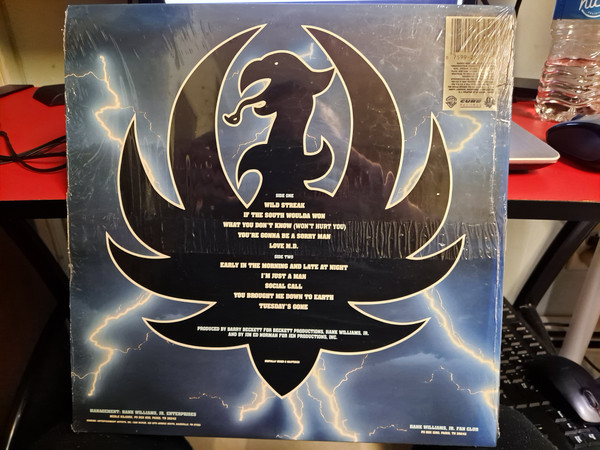 SIDE ONE
WILD STREAK
IF THE SOUTH WOULDA WON
WHAT YOU DON'T KNOW (WON'T HURT YOU)
YOU'RE GONNA BE A SORRY MAN
LOVE M.D.
SIDE TWO
EARLY IN THE MORNING AND LATE AT NIGHT
I'M JUST A MAN
SOCIAL CALL
YOU BROUGHT ME DOWN TO EARTH
TUESDAY'S GONE
PRODUCED BY BARRY BECKETT FOR BECKETT PRODUCTIONS, HANK WILLIAMS, JR.
AND BY JIM ED NORMAN FOR JEN PRODUCTIONS, INC.
MANAGEMENT: HANK WILLIAMS, JR. ENTERPRISES
HANK WILLIAMS, JR. FAN CLUB
CURB